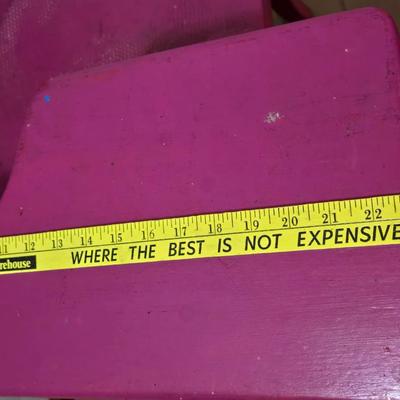 12 13 14 15 16 17 18 19 20 21 22
rehouse WHERE THE BEST IS NOT EXPENSIVE